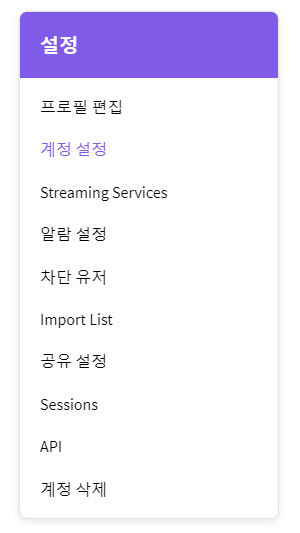 설정
프로필 편집
계정 설정
Streaming Services
알람 설정
차단 유저
Import List
공유 설정
Sessions
API
계정 삭제